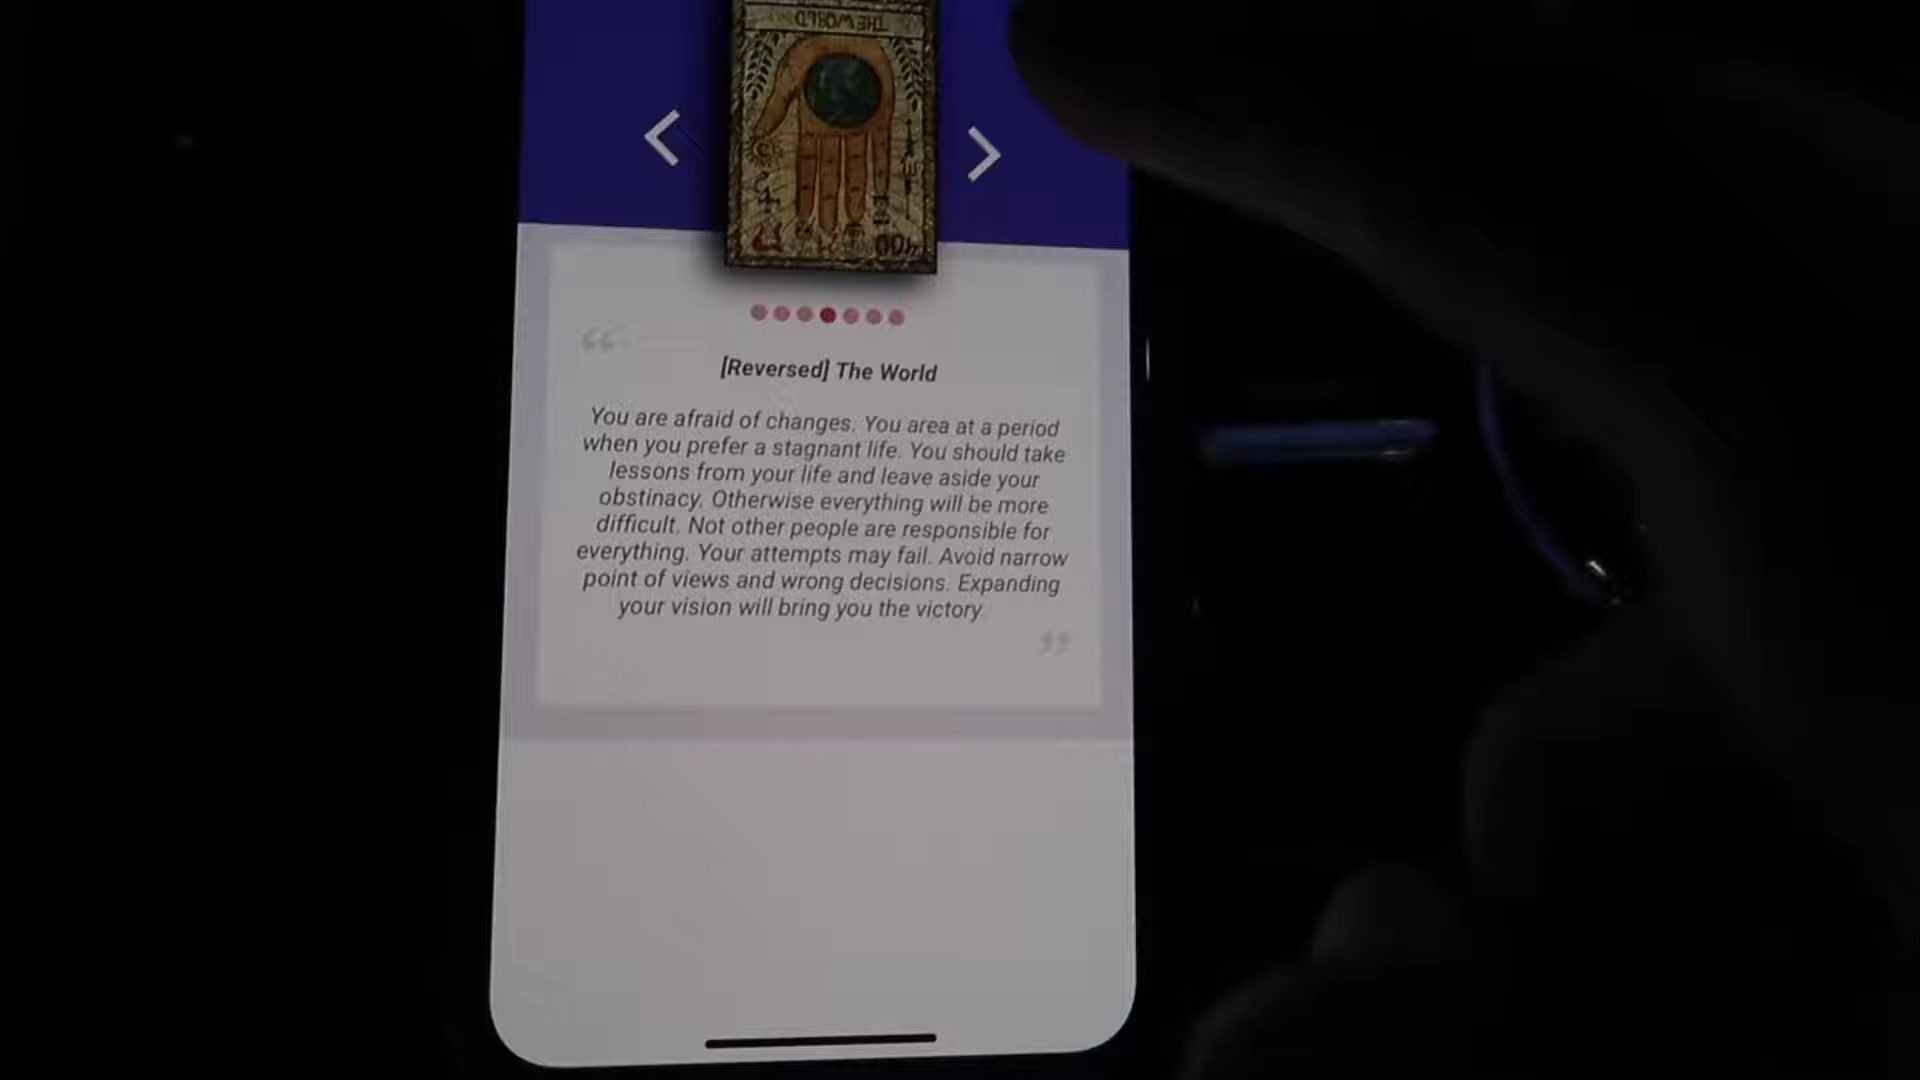 THE WORLD
[Reversed] The World
You are afraid of changes. You area at a period
when you prefer a stagnant life. You should take
lessons from your life and leave aside your
obstinacy. Otherwise everything will be more
difficult. Not other people are responsible for
everything. Your attempts may fail. Avoid narrow
point of views and wrong decisions. Expanding
your vision will bring you the victory.